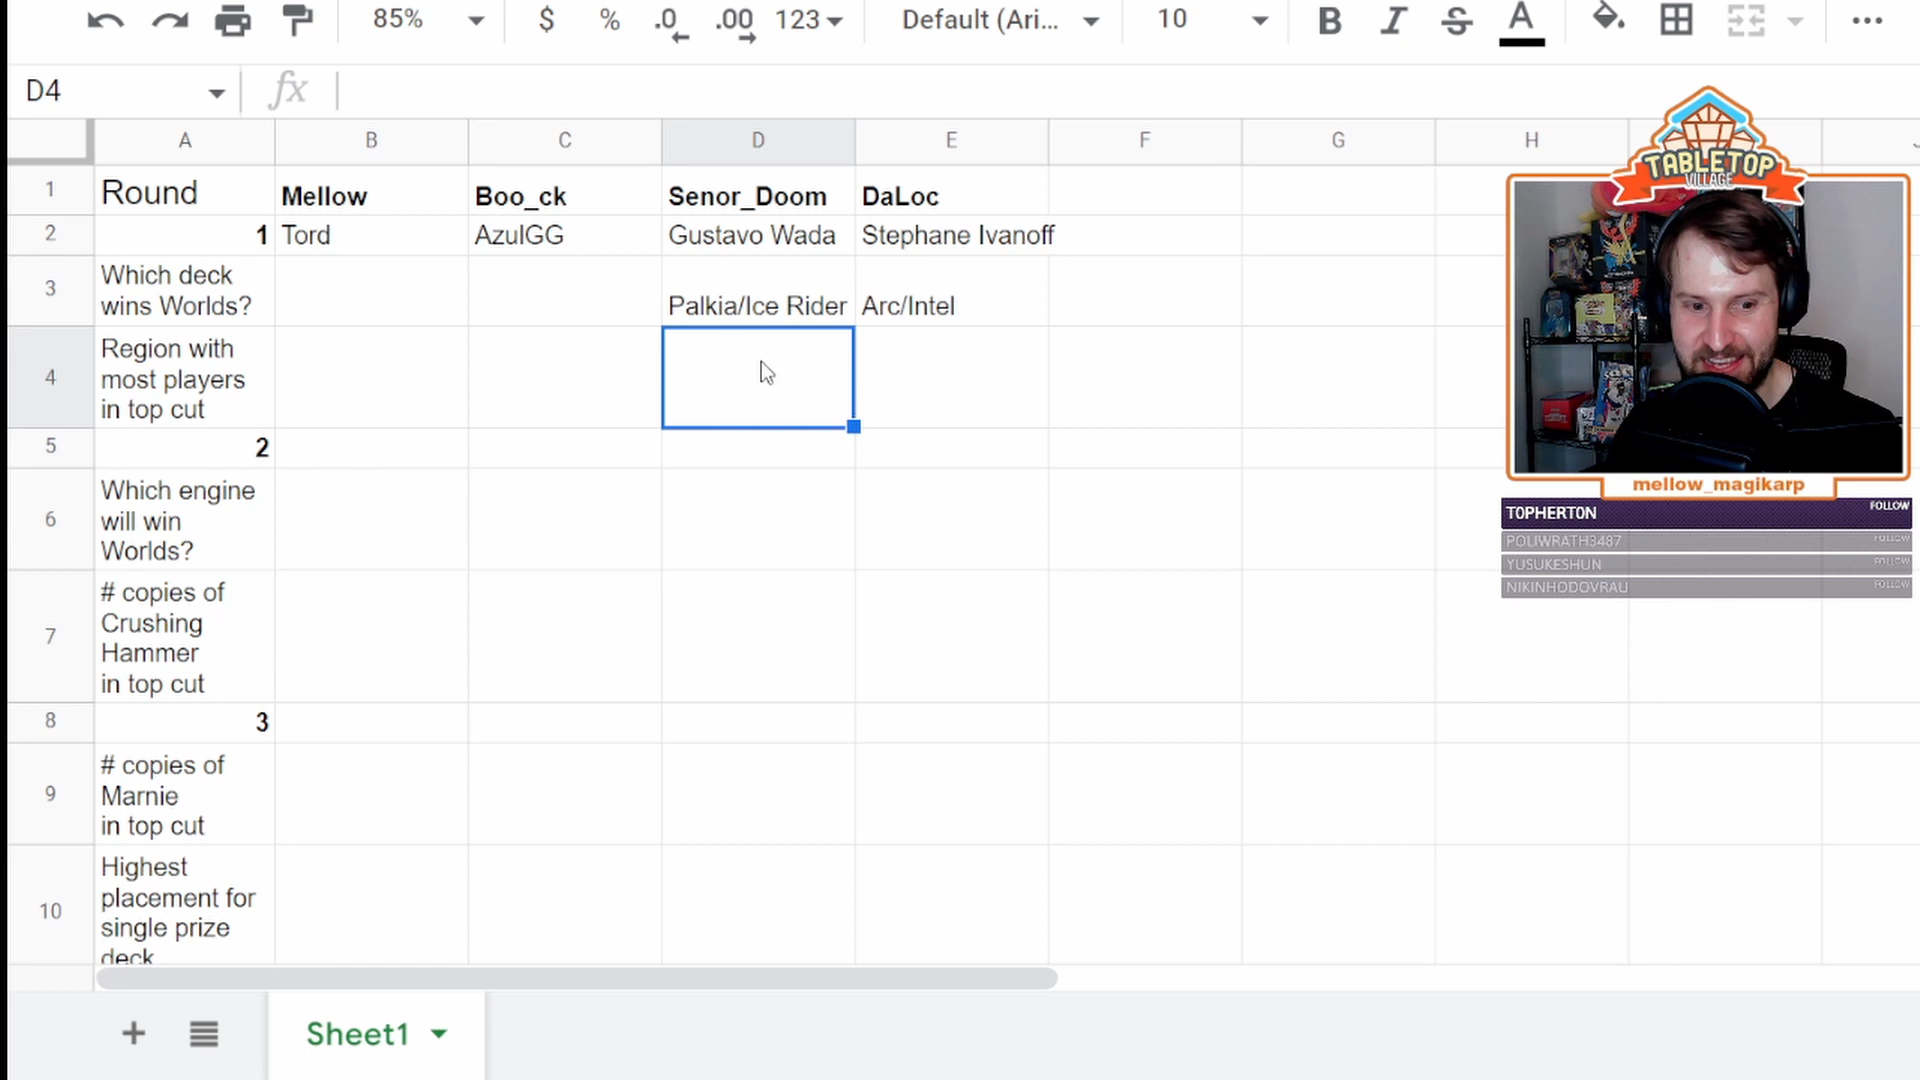 85%
$
%
.0
.00
123
Default (Ari...
10
B
I
S
A
D4
fx
A B C D E F G H
1 Round Mellow Boo_ck Senor_Doom DaLoc
2 1 Tord AzulGG Gustavo Wada Stephane Ivanoff
3 Which deck
wins Worlds? Palkia/Ice Rider Arc/Intel
4 Region with
most players
in top cut
5 2
6 Which engine
will win
Worlds?
7 # copies of
Crushing
Hammer
in top cut
8 3
9 # copies of
Marnie
in top cut
10 Highest
placement for
single prize
deck
Sheet1
TABLETOP
VILLAGE
mellow_magikarp
T0PHERT0N FOLLOW
POLIWRATH3487 FOLLOW
YUSUKESHUN FOLLOW
NIKINHODOVRAU FOLLOW